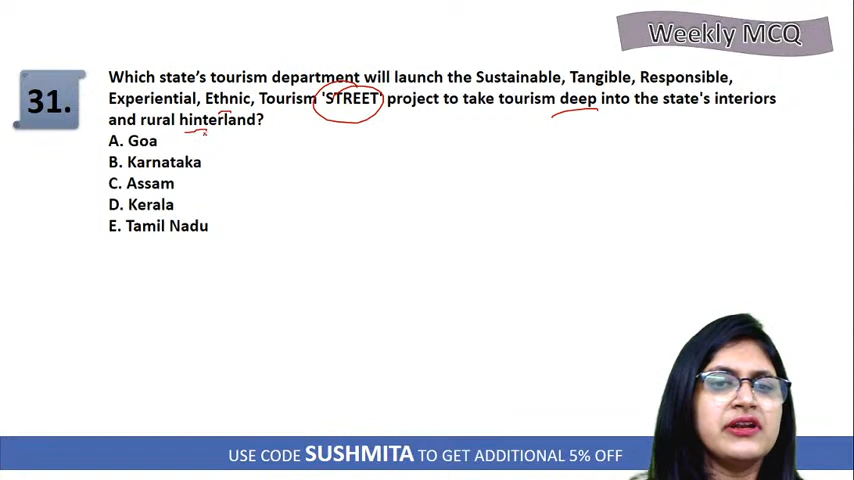 Weekly MCQ
31.
Which state's tourism department will launch the Sustainable, Tangible, Responsible,
Experiential, Ethnic, Tourism 'STREET' project to take tourism deep into the state's interiors
and rural hinterland?
A. Goa
B. Karnataka
C. Assam
D. Kerala
E. Tamil Nadu
USE CODE SUSHMITA TO GET ADDITIONAL 5% OFF